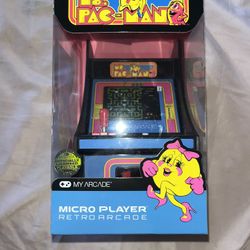 MS. PAC-MAN
MS. PAC-MAN
MY ARCADE
MICRO PLAYER
RETRO ARCADE